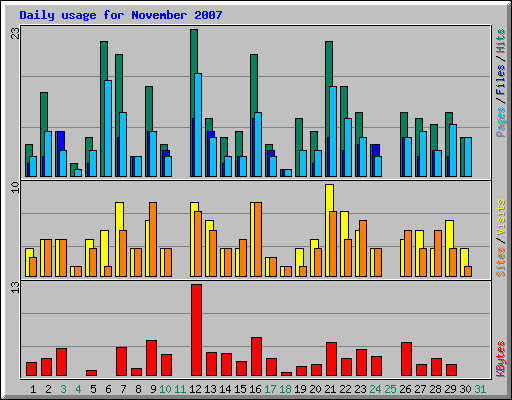 Daily usage for November 2007
23
Pages / Files / Hits
10
Sites / Visits
13
KBytes
1 2 3 4 5 6 7 8 9 10 11 12 13 14 15 16 17 18 19 20 21 22 23 24 25 26 27 28 29 30 31